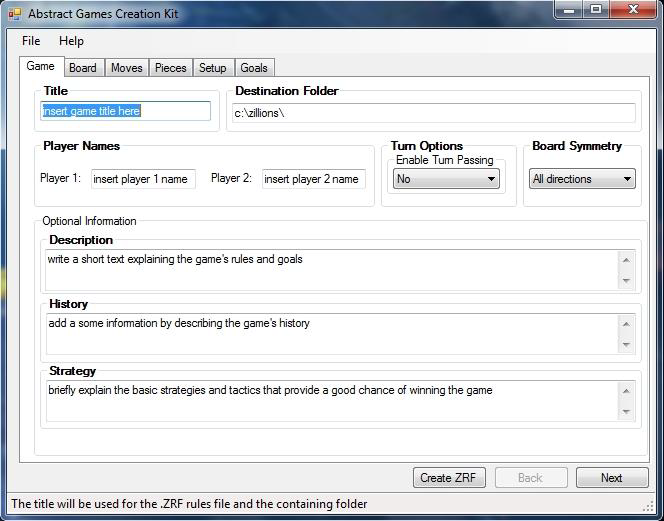 Abstract Games Creation Kit
File Help
Game Board Moves Pieces Setup Goals
Title Destination Folder
insert game title here c:\zillions\
Player Names Turn Options Board Symmetry
Enable Turn Passing
Player 1: insert player 1 name Player 2: insert player 2 name No All directions
Optional Information
Description
write a short text explaining the game's rules and goals
History
add a some information by describing the game's history
Strategy
briefly explain the basic strategies and tactics that provide a good chance of winning the game
Create ZRF Back Next
The title will be used for the .ZRF rules file and the containing folder